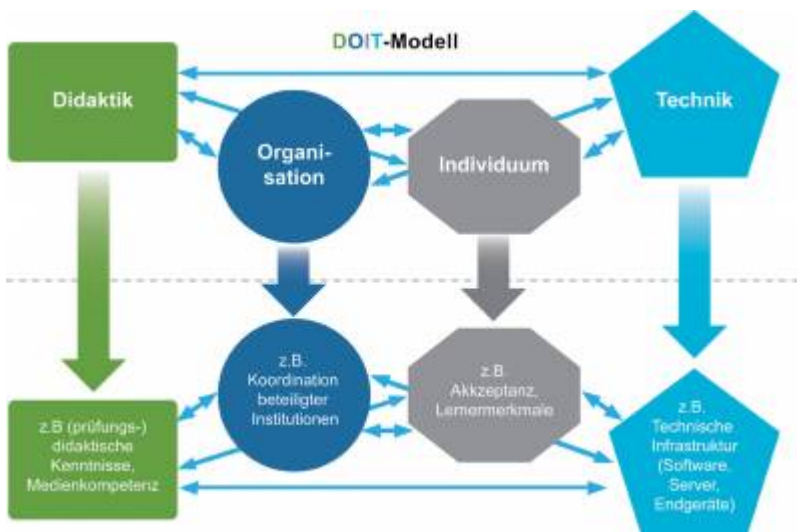 DOIT-Modell
Didaktik
Organi-
sation
Individuum
Technik
z.B.
Koordination
beteiligter
Institutionen
z.B.
Akkzeptanz,
Lernermerkmale
z.B (prüfungs-)
didaktische
Kenntnisse,
Medienkompetenz
z.B.
Technische
Infrastruktur
(Software,
Server,
Endgeräte)